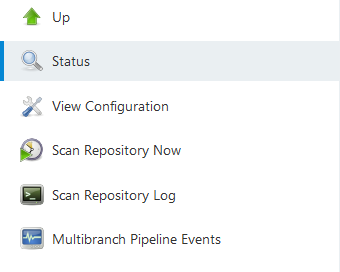 Up
Status
View Configuration
Scan Repository Now
Scan Repository Log
Multibranch Pipeline Events